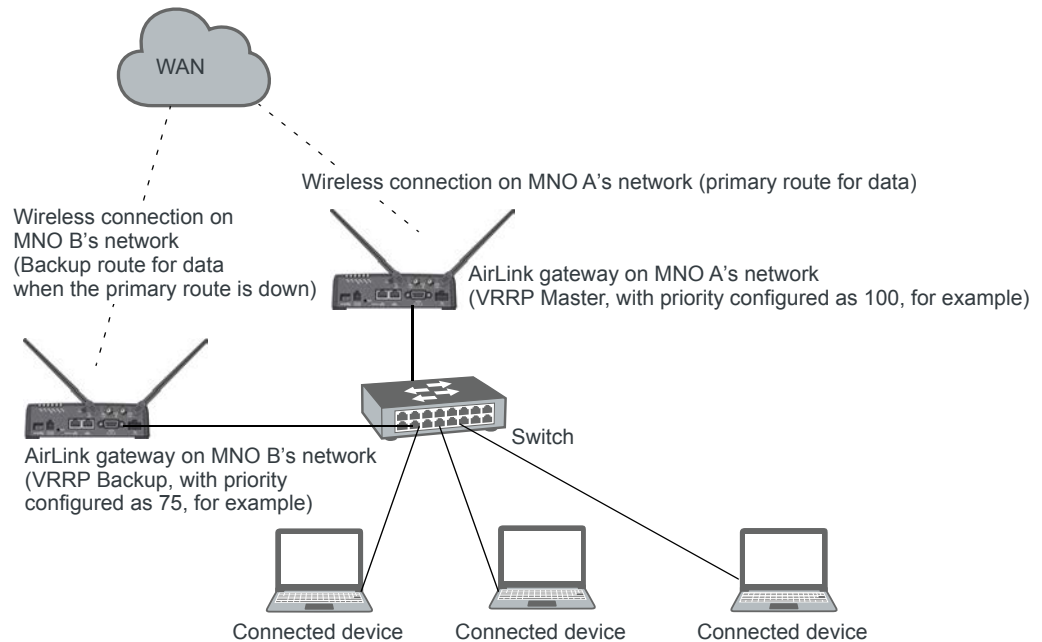 WAN
Wireless connection on MNO A's network (primary route for data)
Wireless connection on
MNO B's network
(Backup route for data
when the primary route is down)
AirLink gateway on MNO A's network
(VRRP Master, with priority configured as 100, for example)
Switch
AirLink gateway on MNO B's network
(VRRP Backup, with priority
configured as 75, for example)
Connected device
Connected device
Connected device